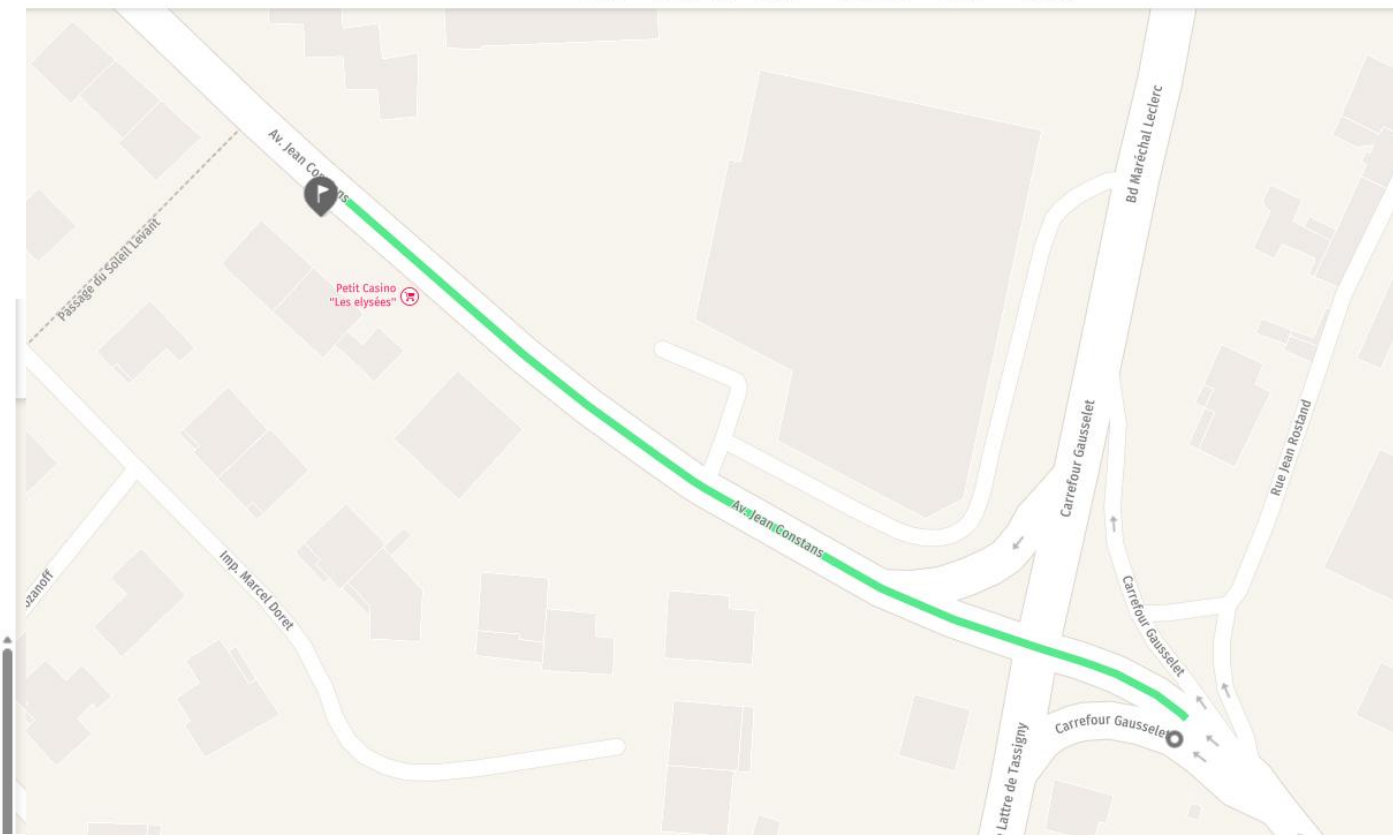 Av. Jean Constans
Bd Maréchal Leclerc
Passage du Soleil Levant
Petit Casino
"Les elysées"
Carrefour Gausselet
Rue Jean Rostand
Av. Jean Constans
Imp. Marcel Doret
Carrefour Gausselet
Carrefour Gausselet
Lattre de Tassigny